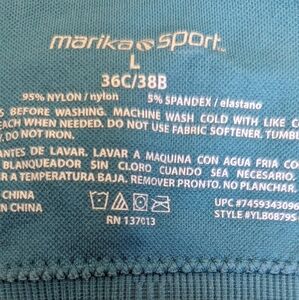 marika sport
L
36C/38B
95% NYLON / nylon 5% SPANDEX / elastano
S BEFORE WASHING. MACHINE WASH COLD WITH LIKE C
EACH WHEN NEEDED. DO NOT USE FABRIC SOFTENER. TUMB
. DO NOT IRON.
ANTES DE LAVAR. LAVAR A MAQUINA CON AGUA FRIA CO
BLANQUEADOR SIN CLORO CUANDO SEA NECESARIO.
R A TEMPERATURA BAJA. REMOVER PRONTO. NO PLANCHAR.
CHINA
N CHINA
RN 137013
UPC #7459343096
STYLE #YLB0879S